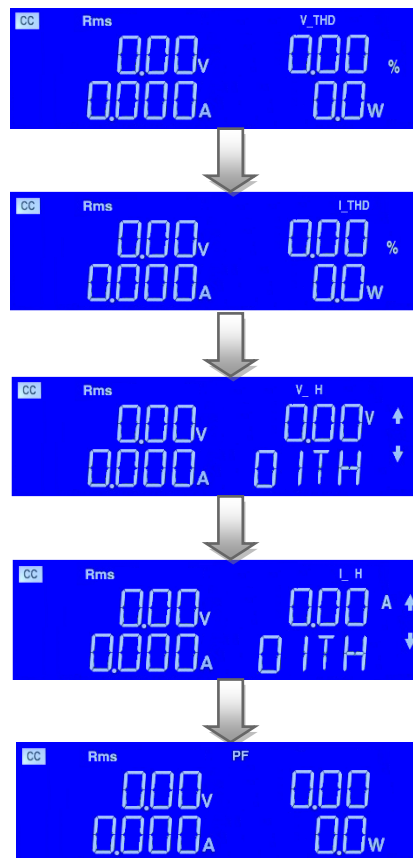 CC Rms V_THD
0.00V 0.00 %
0.000A 0.0W
CC Rms I_THD
0.00V 0.00 %
0.000A 0.0W
CC Rms V_ H
0.00V 0.00V
0.000A 01TH
CC Rms I_ H
0.00V 0.00 A
0.000A 01TH
CC Rms PF
0.00V 0.00
0.000A 0.0W